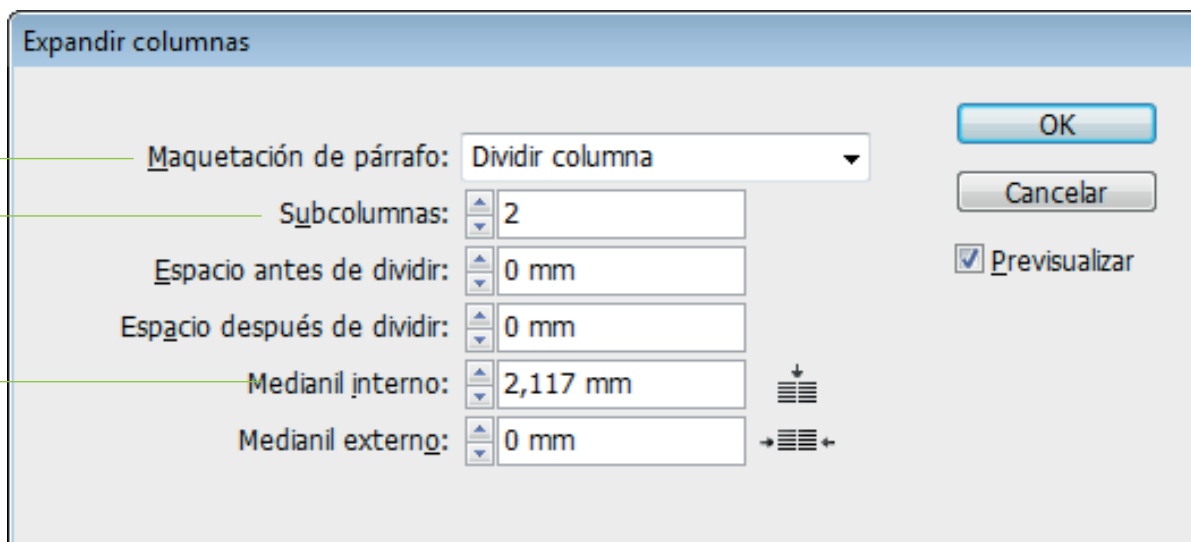 Expandir columnas
Maquetación de párrafo: Dividir columna
OK
Subcolumnas: 2
Cancelar
Espacio antes de dividir: 0 mm
Previsualizar
Espacio después de dividir: 0 mm
Medianil interno: 2,117 mm
Medianil externo: 0 mm